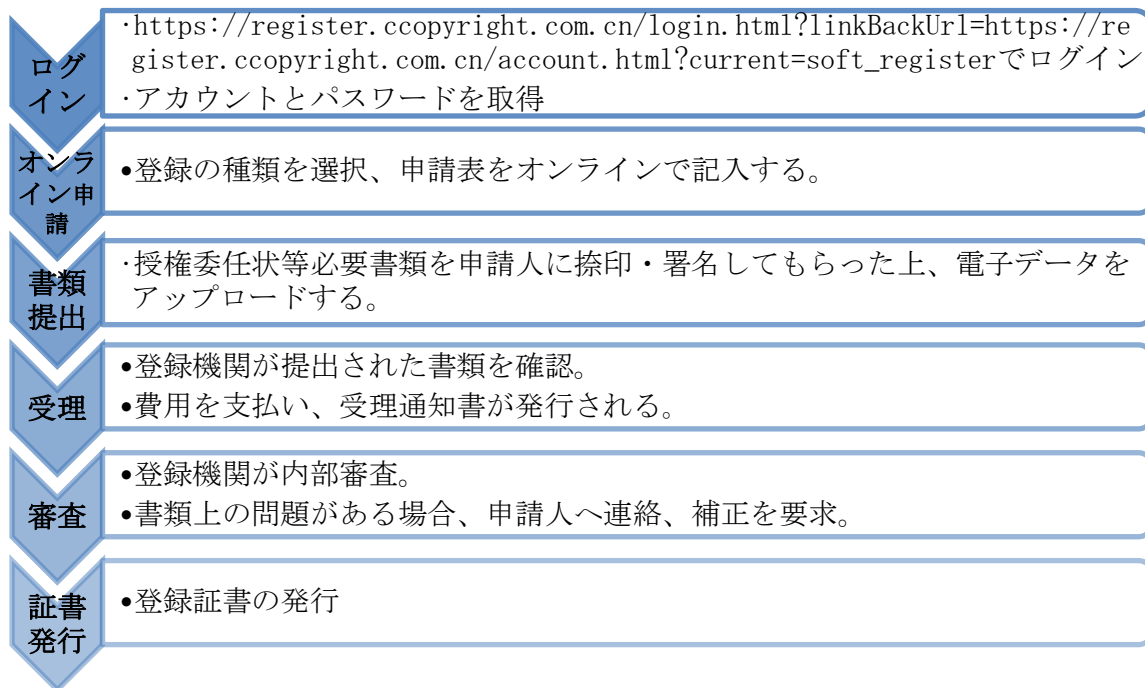 ログ
イン
·https://register.ccopyright.com.cn/login.html?linkBackUrl=https://re
gister.ccopyright.com.cn/account.html?current=soft_registerでログイン
·アカウントとパスワードを取得
オンラ
イン申
請
•登録の種類を選択、申請表をオンラインで記入する。
書類
提出
·授権委任状等必要書類を申請人に捺印・署名してもらった上、電子データを
アップロードする。
受理
•登録機関が提出された書類を確認。
•費用を支払い、受理通知書が発行される。
審査
•登録機関が内部審査。
•書類上の問題がある場合、申請人へ連絡、補正を要求。
証書
発行
•登録証書の発行